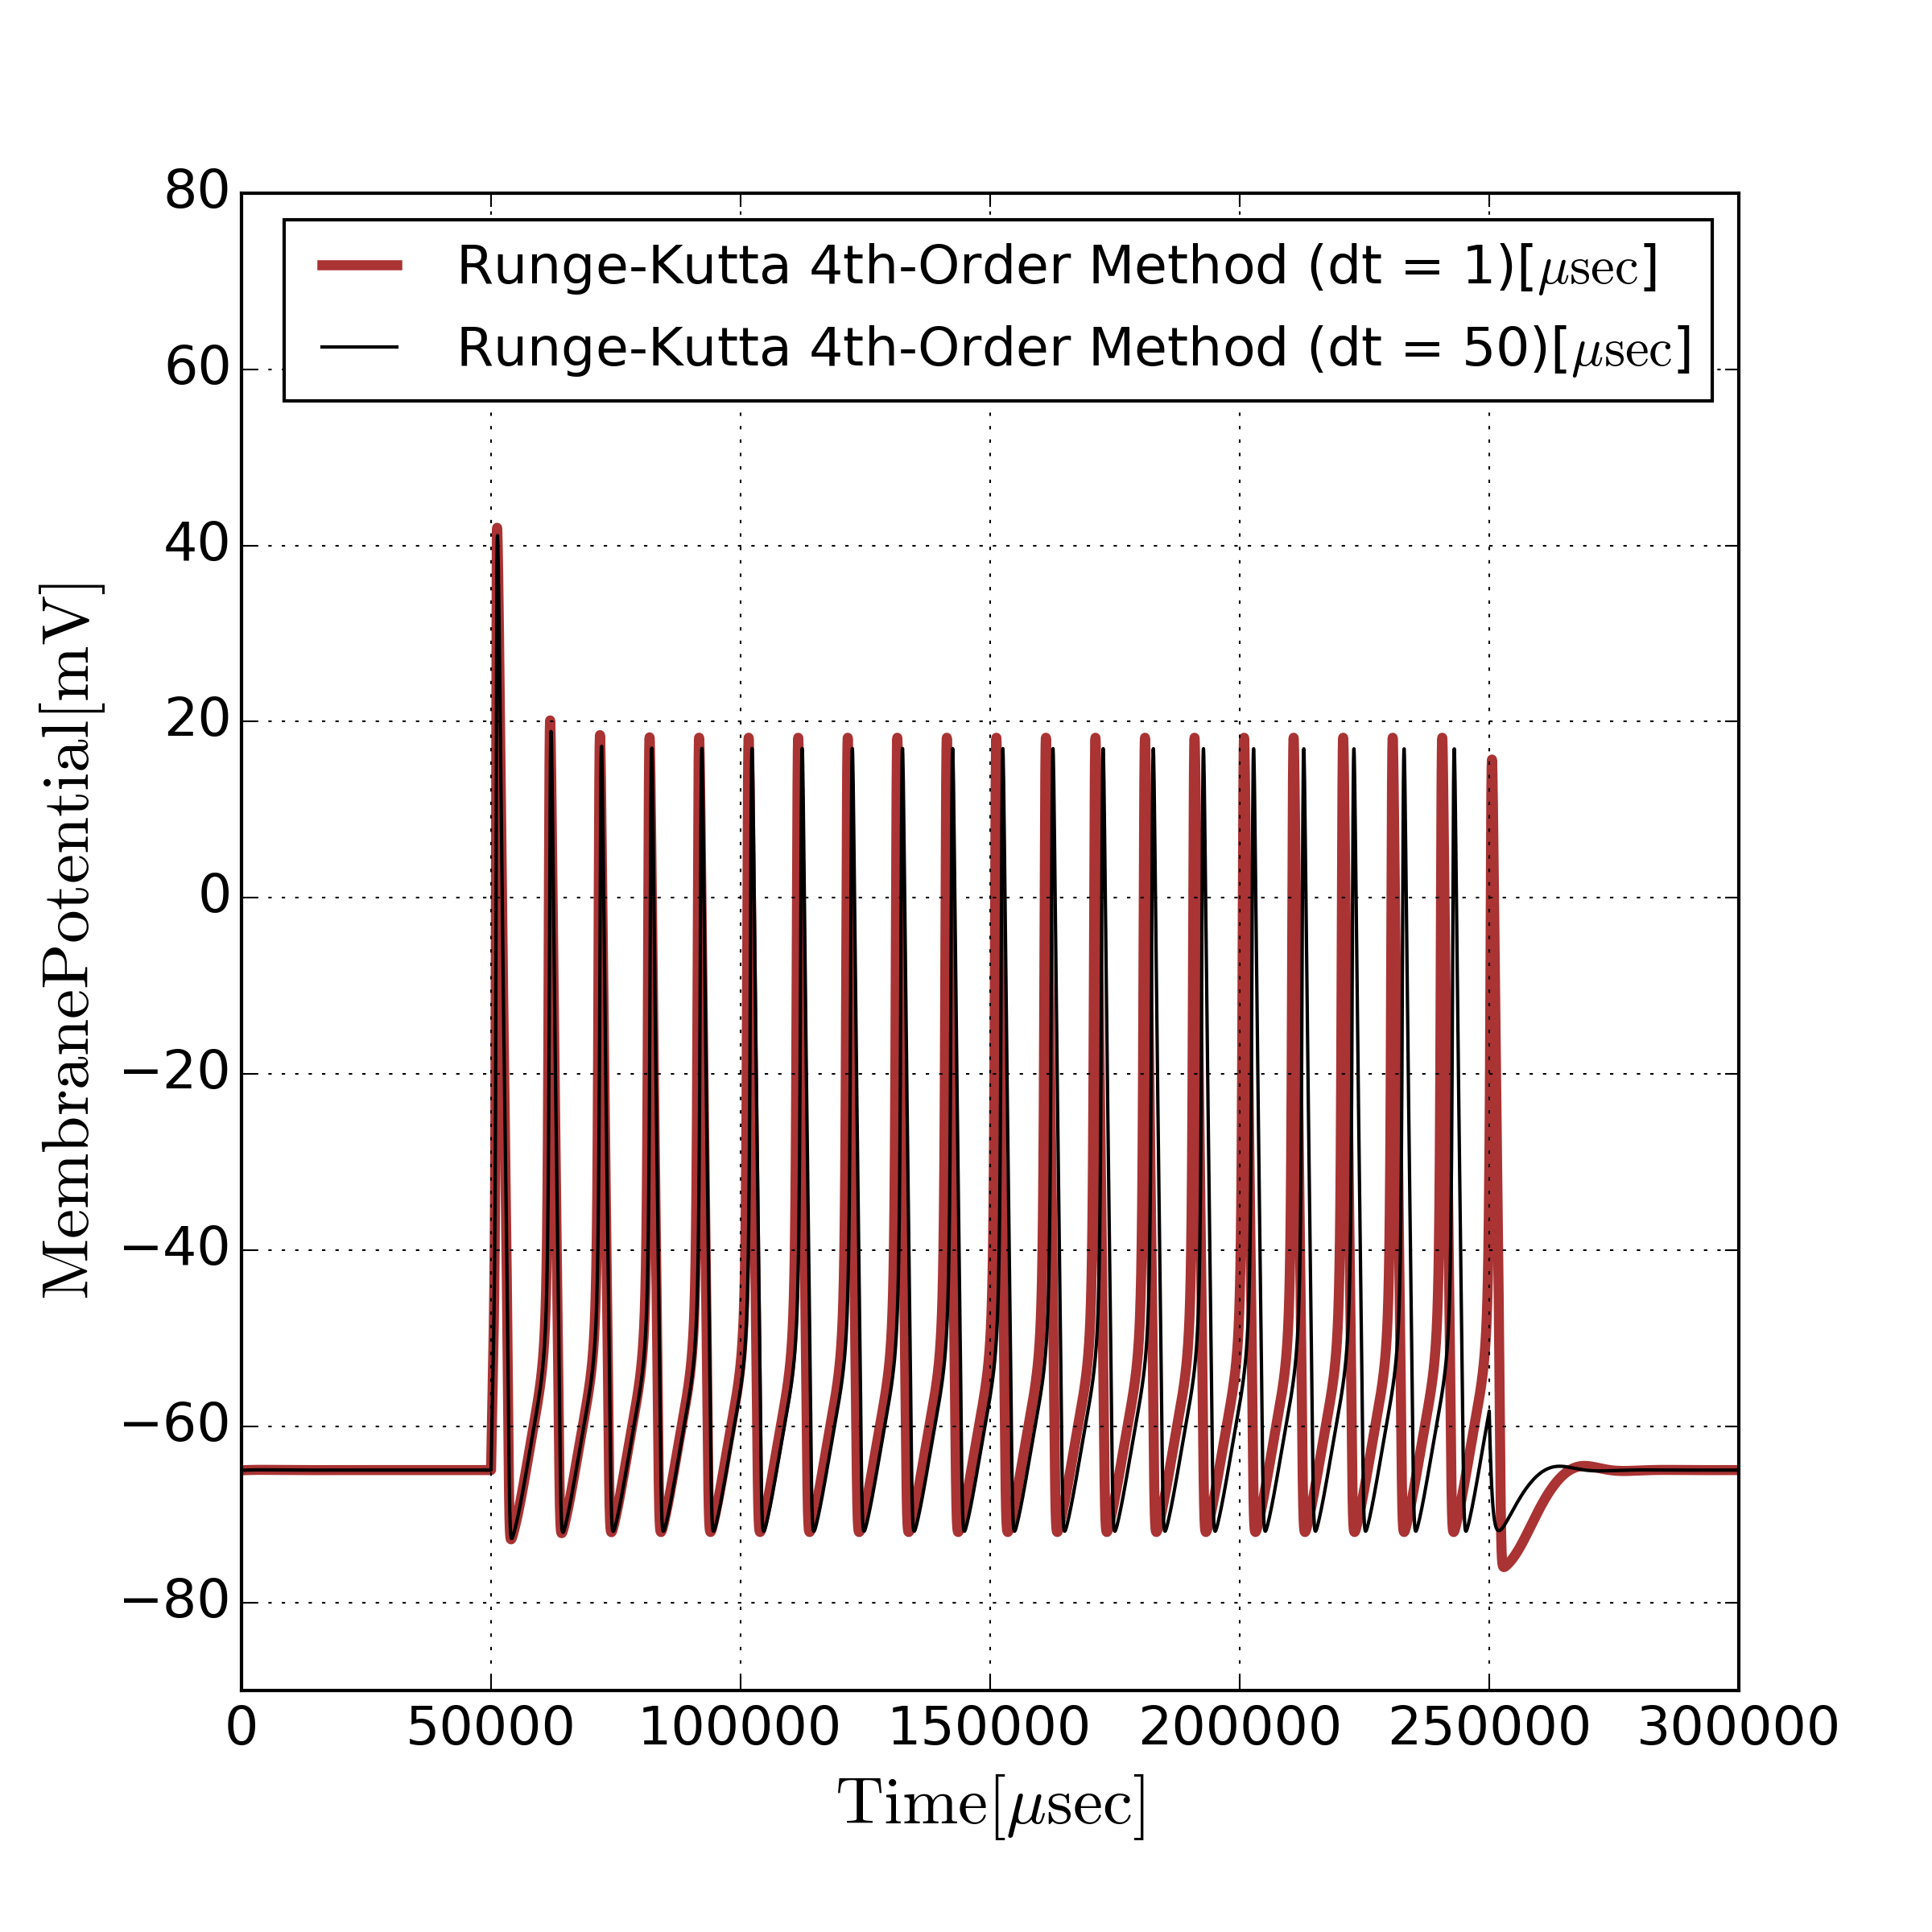 80
Runge-Kutta 4th-Order Method (dt = 1)[μsec]
Runge-Kutta 4th-Order Method (dt = 50)[μsec]
60
40
20
0
−20
−40
−60
−80
MembranePotential[mV]
0 50000 100000 150000 200000 250000 300000
Time[μsec]